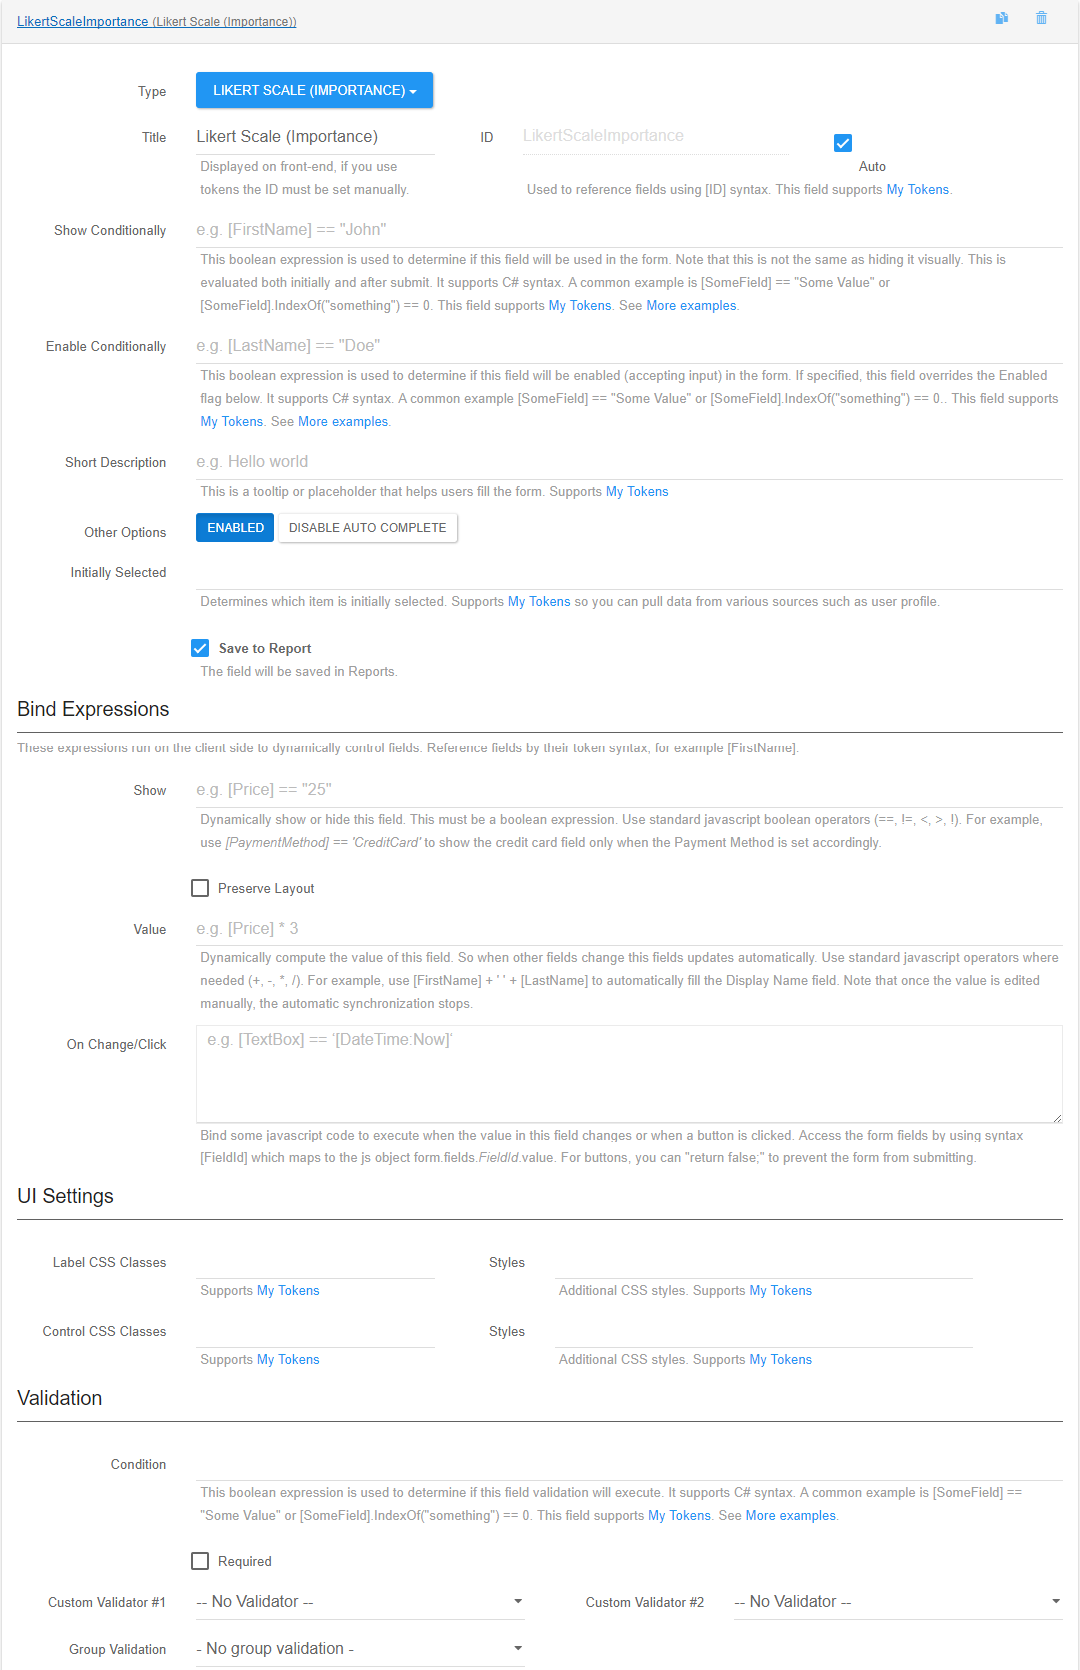 LikertScaleImportance (Likert Scale (Importance))
Type
LIKERT SCALE (IMPORTANCE)
Title
Likert Scale (Importance)
ID
LikertScaleImportance
Auto
Displayed on front-end, if you use
tokens the ID must be set manually.
Used to reference fields using [ID] syntax. This field supports My Tokens.
Show Conditionally
e.g. [FirstName] == "John"
This boolean expression is used to determine if this field will be used in the form. Note that this is not the same as hiding it visually. This is
evaluated both initially and after submit. It supports C# syntax. A common example is [SomeField] == "Some Value" or
[SomeField].IndexOf("something") == 0. This field supports My Tokens. See More examples.
Enable Conditionally
e.g. [LastName] == "Doe"
This boolean expression is used to determine if this field will be enabled (accepting input) in the form. If specified, this field overrides the Enabled
flag below. It supports C# syntax. A common example [SomeField] == "Some Value" or [SomeField].IndexOf("something") == 0.. This field supports
My Tokens. See More examples.
Short Description
e.g. Hello world
This is a tooltip or placeholder that helps users fill the form. Supports My Tokens
Other Options
ENABLED
DISABLE AUTO COMPLETE
Initially Selected
Determines which item is initially selected. Supports My Tokens so you can pull data from various sources such as user profile.
Save to Report
The field will be saved in Reports.
Bind Expressions
These expressions run on the client side to dynamically control fields. Reference fields by their token syntax, for example [FirstName].
Show
e.g. [Price] == "25"
Dynamically show or hide this field. This must be a boolean expression. Use standard javascript boolean operators (==, !=, <, >, !). For example,
use [PaymentMethod] == 'CreditCard' to show the credit card field only when the Payment Method is set accordingly.
Preserve Layout
Value
e.g. [Price] * 3
Dynamically compute the value of this field. So when other fields change this fields updates automatically. Use standard javascript operators where
needed (+, -, *, /). For example, use [FirstName] + ' ' + [LastName] to automatically fill the Display Name field. Note that once the value is edited
manually, the automatic synchronization stops.
On Change/Click
e.g. [TextBox] == '[DateTime:Now]'
Bind some javascript code to execute when the value in this field changes or when a button is clicked. Access the form fields by using syntax
[FieldId] which maps to the js object form.fields.FieldId.value. For buttons, you can "return false;" to prevent the form from submitting.
UI Settings
Label CSS Classes
Styles
Supports My Tokens
Additional CSS styles. Supports My Tokens
Control CSS Classes
Styles
Supports My Tokens
Additional CSS styles. Supports My Tokens
Validation
Condition
This boolean expression is used to determine if this field validation will execute. It supports C# syntax. A common example is [SomeField] ==
"Some Value" or [SomeField].IndexOf("something") == 0. This field supports My Tokens. See More examples.
Required
Custom Validator #1
-- No Validator --
Custom Validator #2
-- No Validator --
Group Validation
- No group validation -